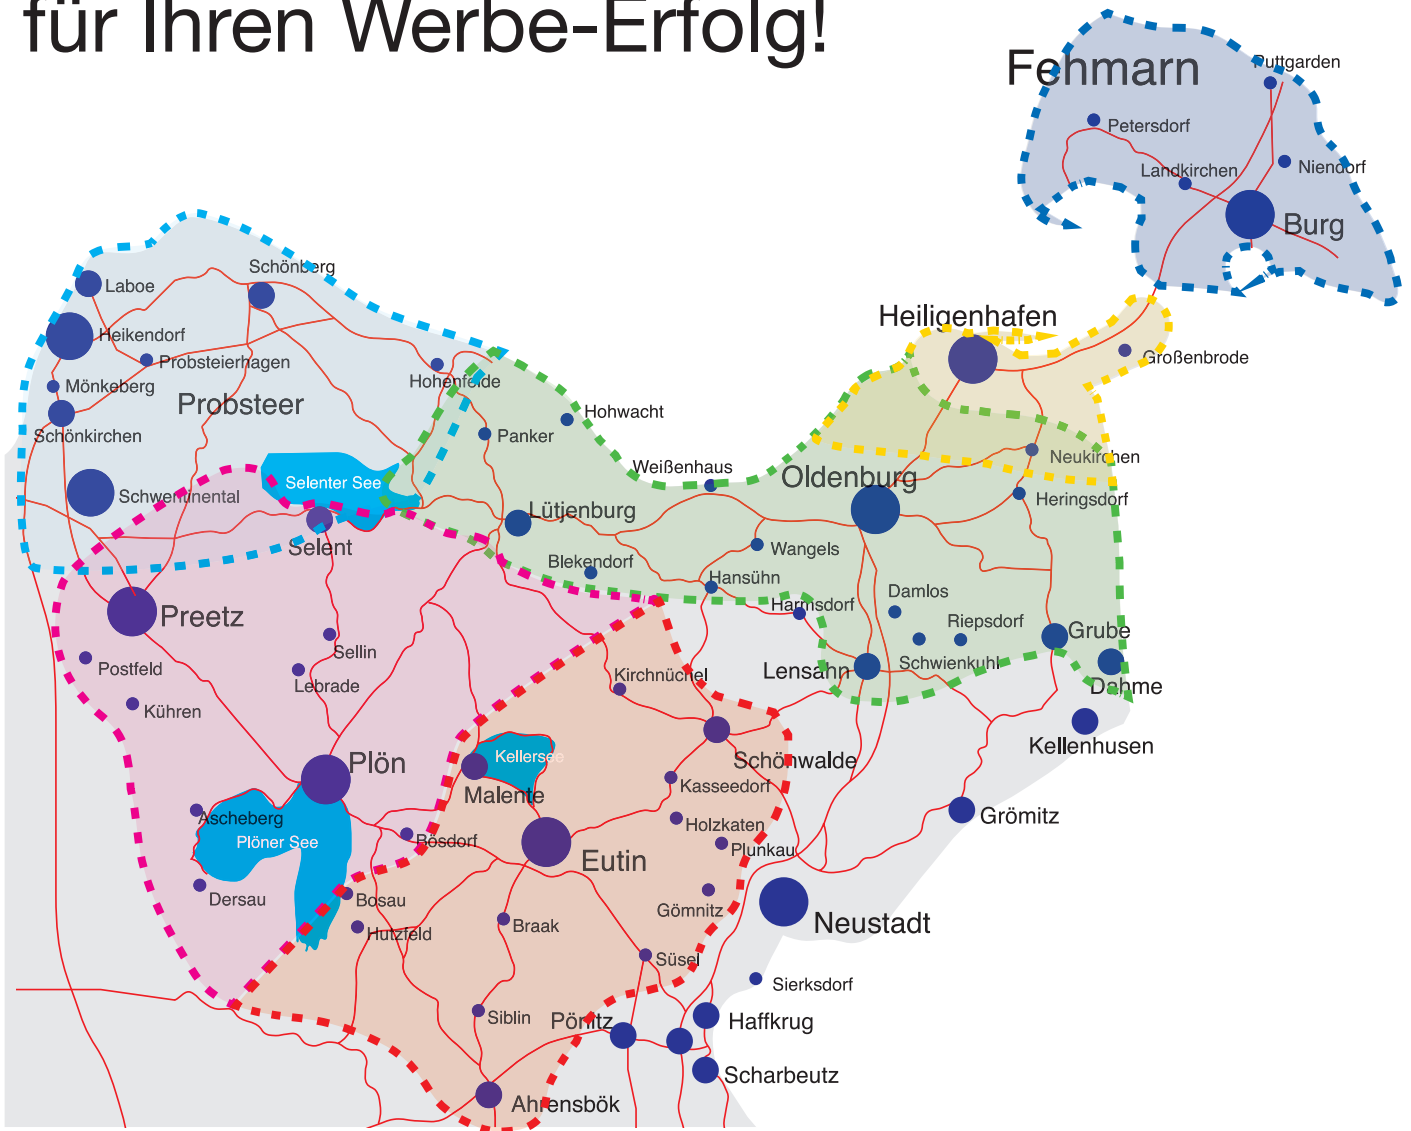 für Ihren Werbe-Erfolg!
Fehmarn
Puttgarden
Petersdorf
Landkirchen
Niendorf
Burg
Schönberg
Laboe
Heikendorf
Probsteierhagen
Mönkeberg
Probsteer
Schönkirchen
Schwentinental
Selenter See
Selent
Hohenfelde
Panker
Hohwacht
Weißenhaus
Lütjenburg
Blekendorf
Heiligenhafen
Großenbrode
Neukirchen
Oldenburg
Heringsdorf
Wangels
Hansühn
Harmsdorf
Damlos
Riepsdorf
Schwienkuhl
Grube
Lensahn
Dahme
Kellenhusen
Grömitz
Preetz
Postfeld
Kühren
Sellin
Lebrade
Plön
Ascheberg
Plöner See
Dersau
Bösdorf
Bosau
Hutzfeld
Kirchnüchel
Schönwalde
Kellersee
Malente
Kasseedorf
Holzkaten
Plunkau
Eutin
Gömnitz
Braak
Süsel
Siblin
Neustadt
Sierksdorf
Pönitz
Haffkrug
Scharbeutz
Ahrensbök